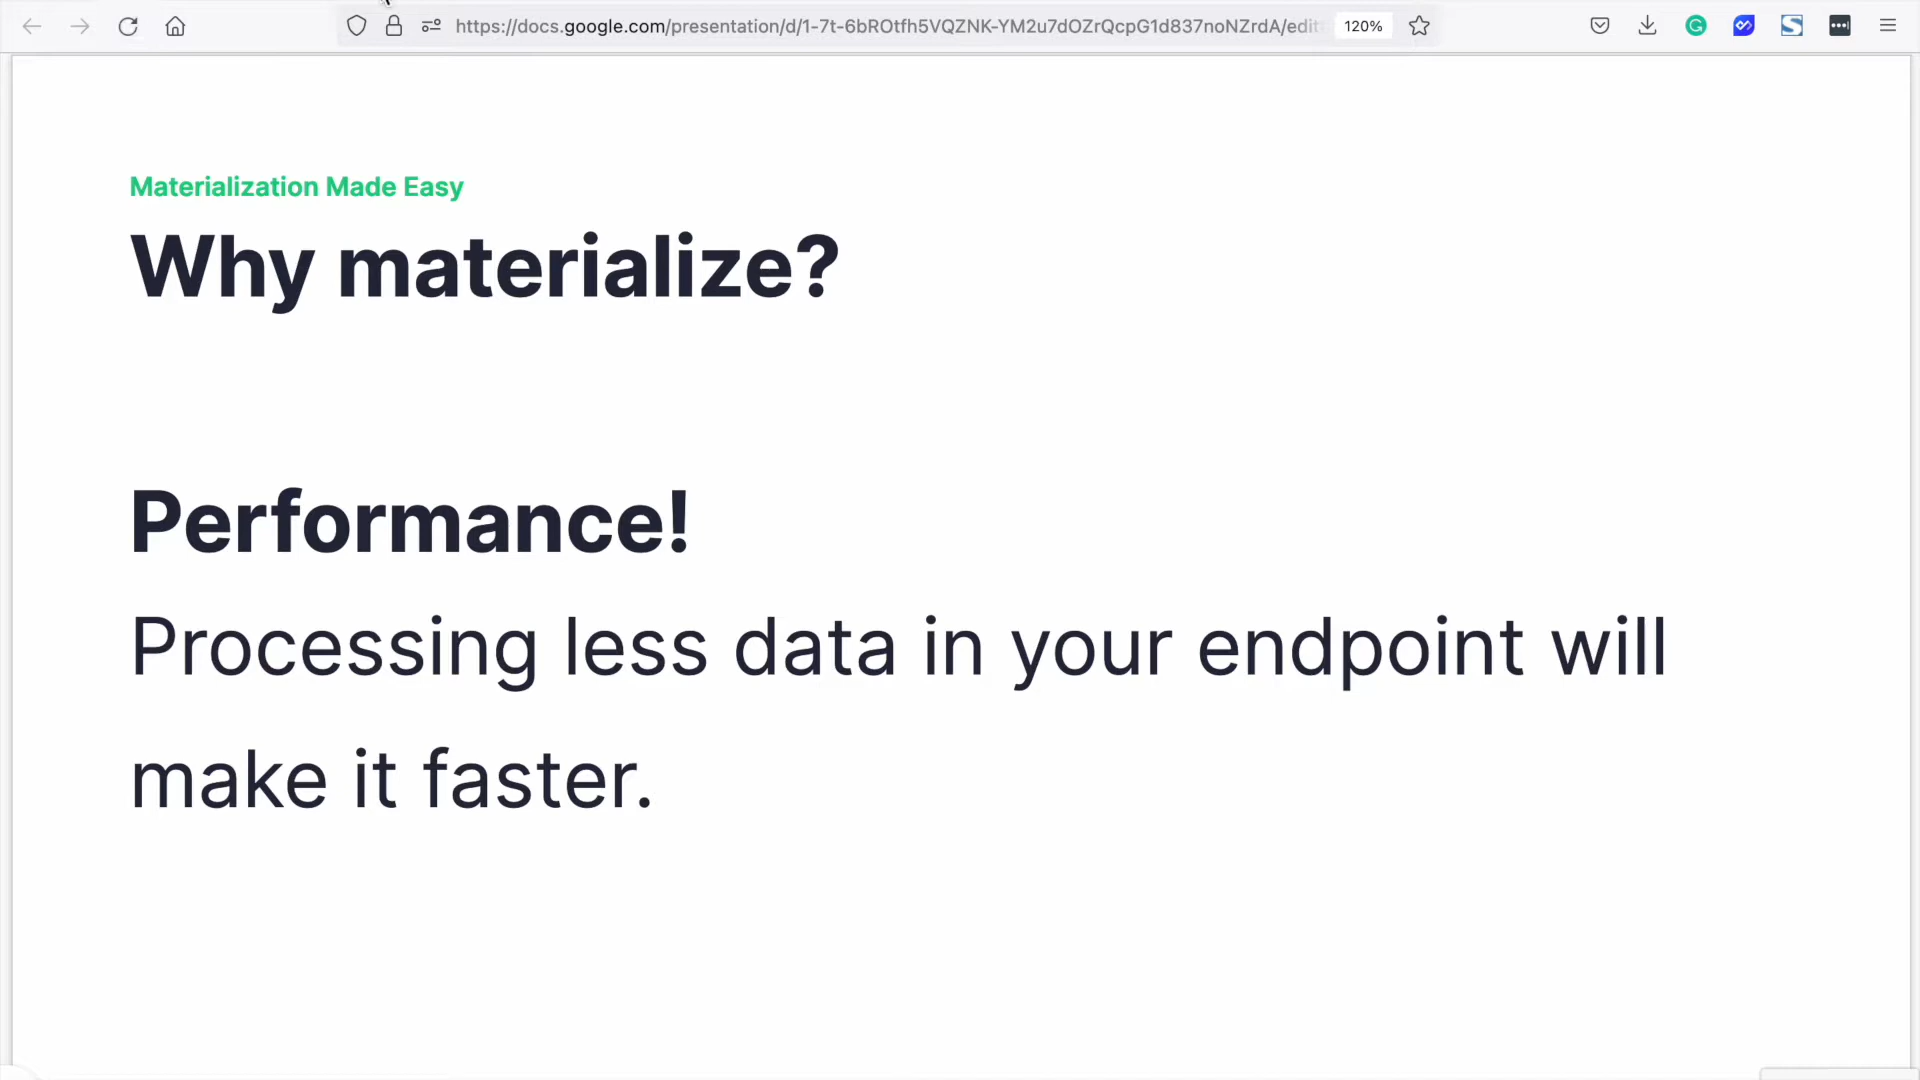 https://docs.google.com/presentation/d/1-7t-6bROtfh5VQZNK-YM2u7dOZrQcpG1d837noNZrdA/edit
120%
Materialization Made Easy
Why materialize?
Performance!
Processing less data in your endpoint will
make it faster.